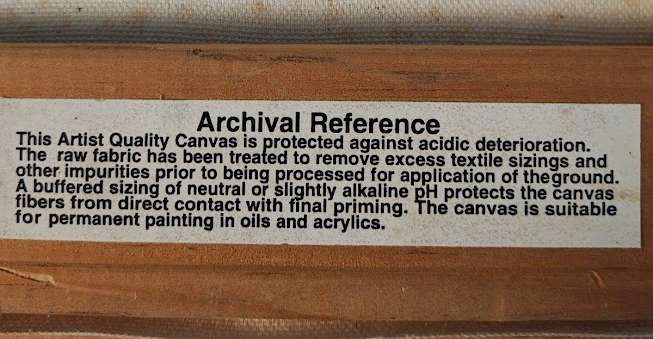 Archival Reference
This Artist Quality Canvas is protected against acidic deterioration.
The raw fabric has been treated to remove excess textile sizings and
other impurities prior to being processed for application of theground.
A buffered sizing of neutral or slightly alkaline pH protects the canvas
fibers from direct contact with final priming. The canvas is suitable
for permanent painting in oils and acrylics.